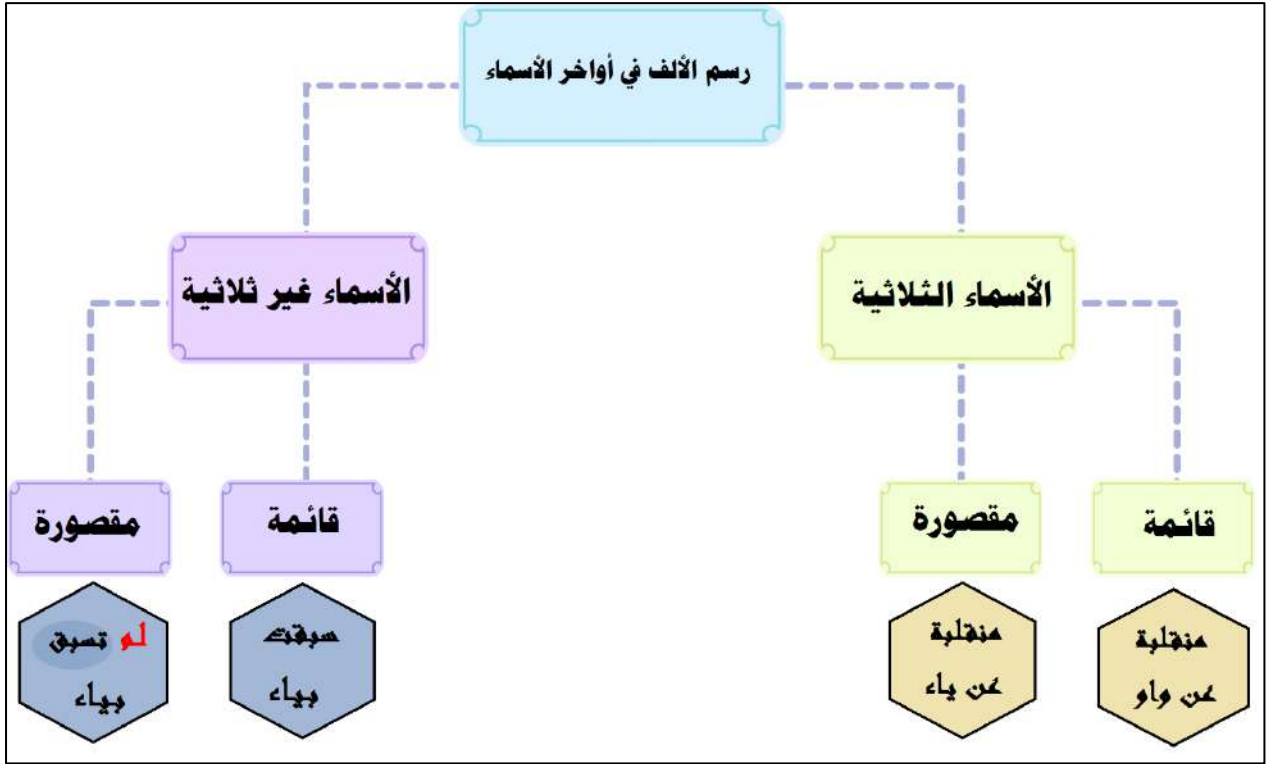 رسم الألف في أواخر الأسماء
الأسماء الثلاثية
الأسماء غير ثلاثية
قائمة
مقصورة
قائمة
مقصورة
منقلبة
عن واو
منقلبة
عن ياء
سبقت
بياء
لم تسبق
بياء